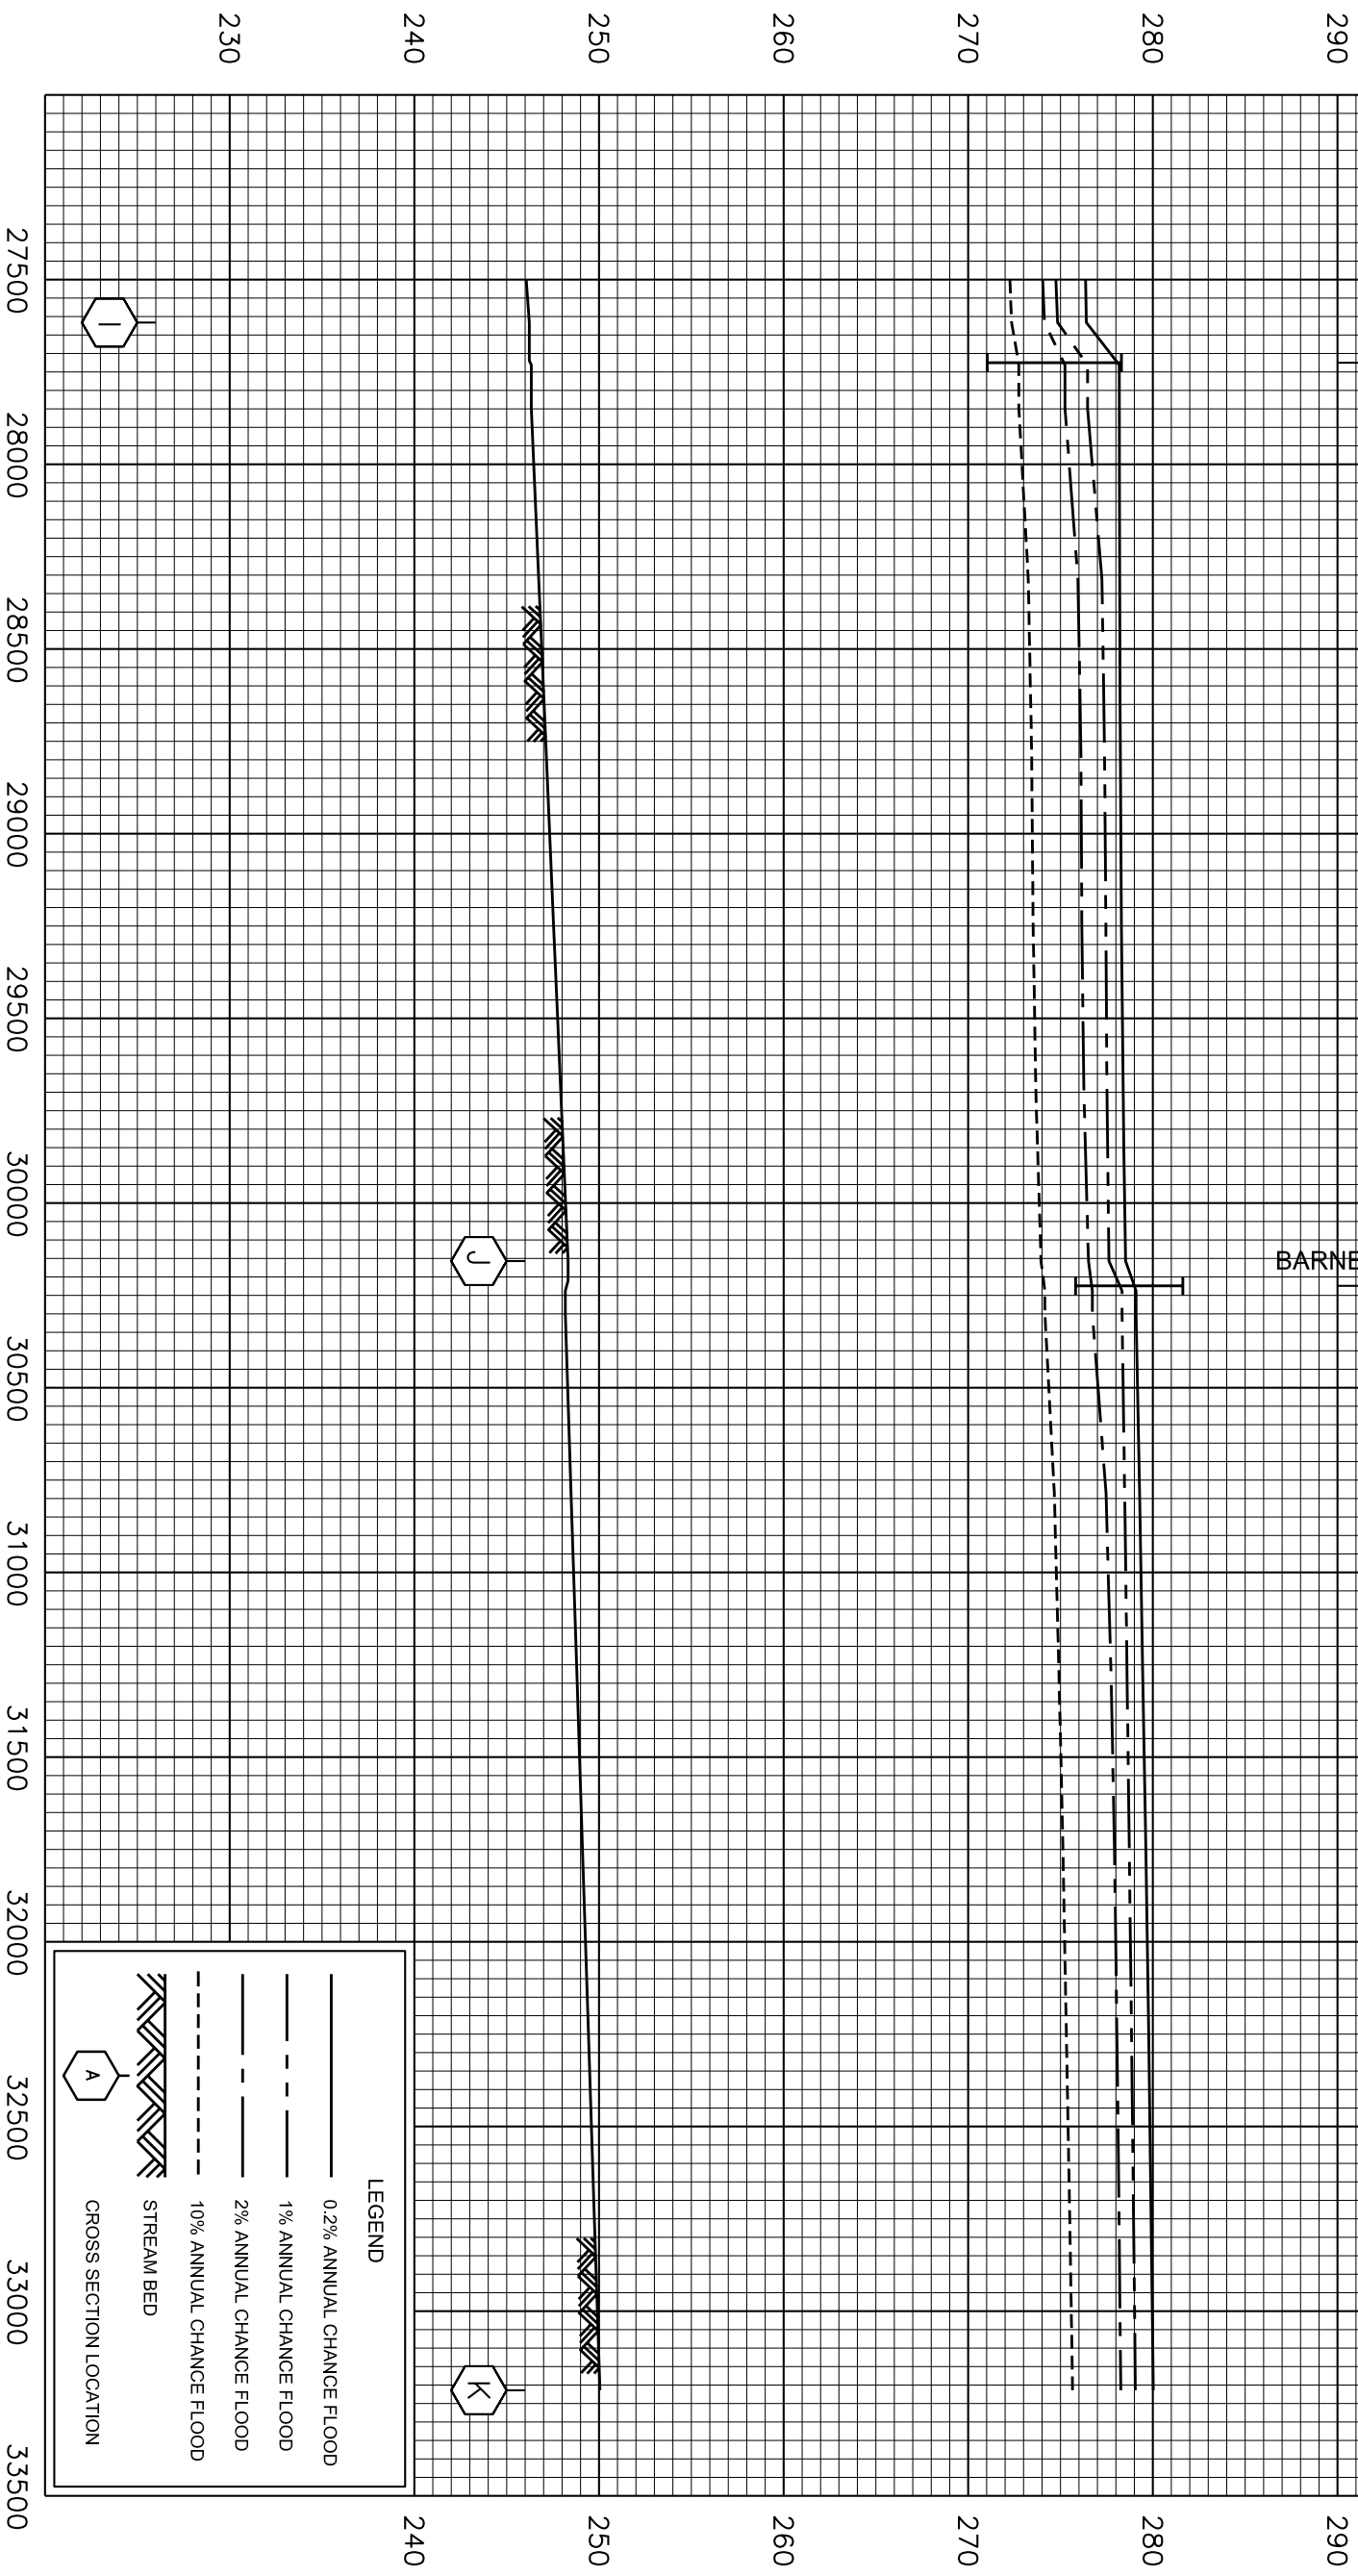 290
280
270
260
250
240
230
BARNE
27500
28000
28500
29000
29500
30000
30500
31000
31500
32000
32500
33000
33500
I
J
K
LEGEND
0.2% ANNUAL CHANCE FLOOD
1% ANNUAL CHANCE FLOOD
2% ANNUAL CHANCE FLOOD
10% ANNUAL CHANCE FLOOD
STREAM BED
A
CROSS SECTION LOCATION
290
280
270
260
250
240